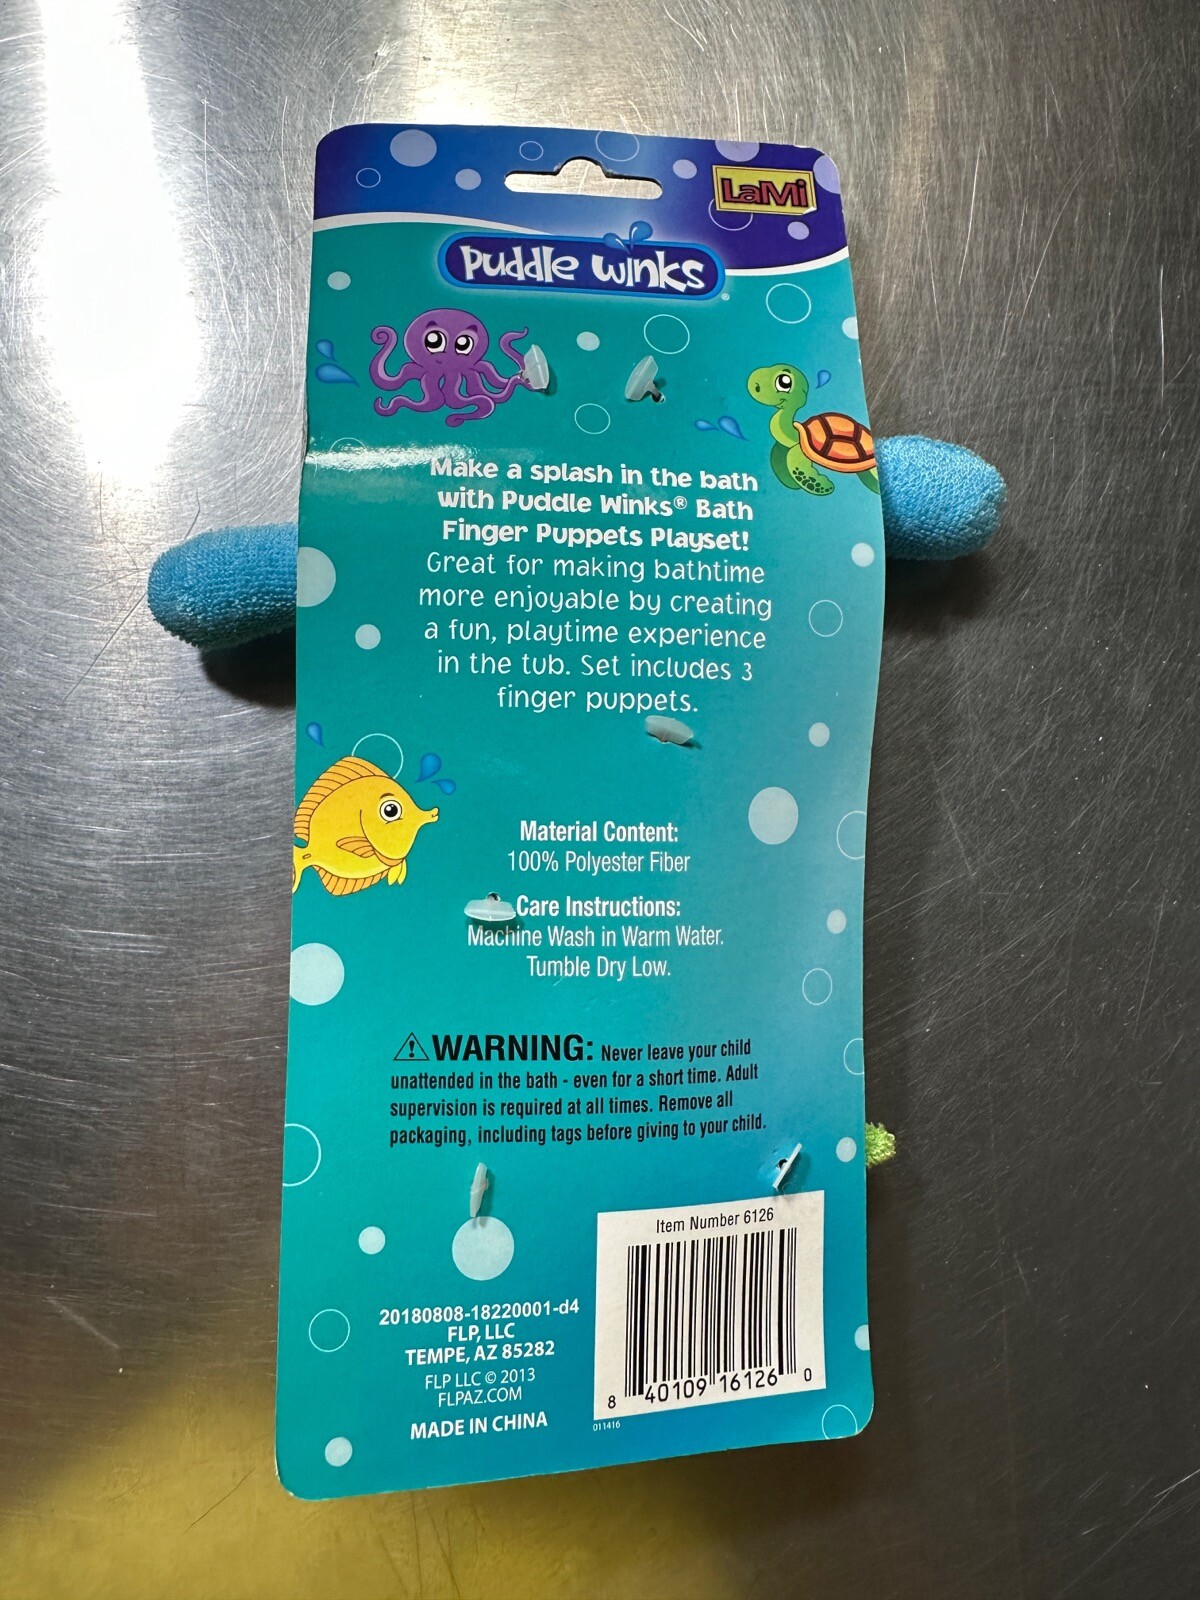 LaMi
Puddle Winks
Make a splash in the bath
with Puddle Winks® Bath
Finger Puppets Playset!
Great for making bathtime
more enjoyable by creating
a fun, playtime experience
in the tub. Set includes 3
finger puppets.
Material Content:
100% Polyester Fiber
Care Instructions:
Machine Wash in Warm Water.
Tumble Dry Low.
⚠WARNING: Never leave your child
unattended in the bath - even for a short time. Adult
supervision is required at all times. Remove all
packaging, including tags before giving to your child.
20180808-18220001-d4
FLP, LLC
TEMPE, AZ 85282
FLP LLC © 2013
FLPAZ.COM
MADE IN CHINA
Item Number 6126
8 40109 16126 0
011416